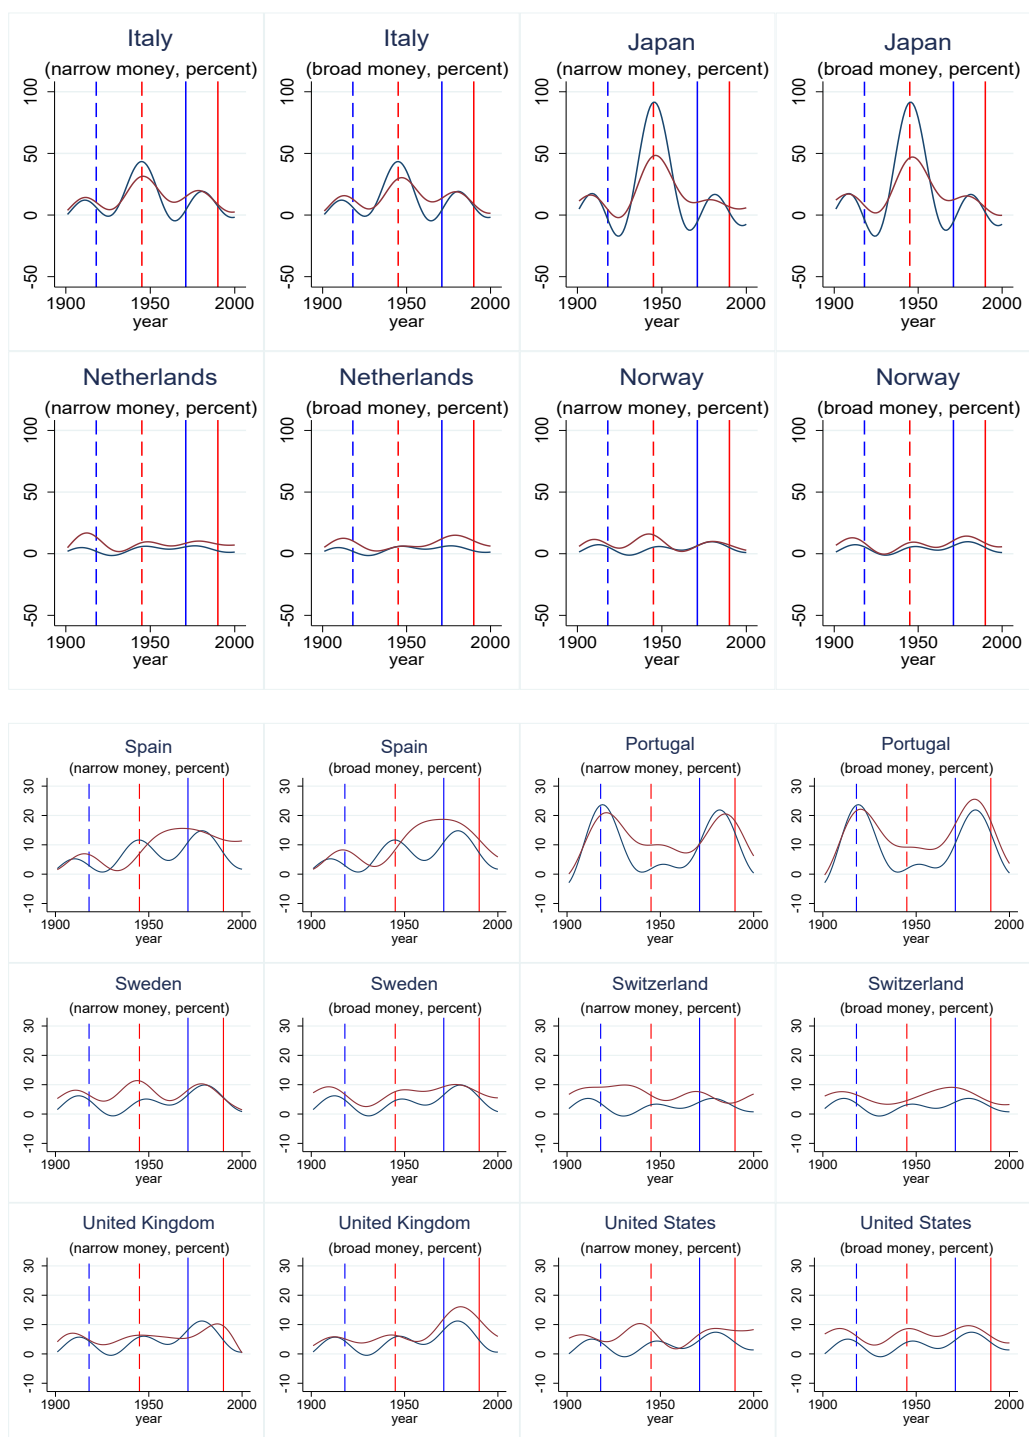 Italy
(narrow money, percent)
100
50
0
-50
1900
1950
2000
year
Italy
(broad money, percent)
100
50
0
-50
1900
1950
2000
year
Japan
(narrow money, percent)
100
50
0
-50
1900
1950
2000
year
Japan
(broad money, percent)
100
50
0
-50
1900
1950
2000
year
Netherlands
(narrow money, percent)
100
50
0
-50
1900
1950
2000
year
Netherlands
(broad money, percent)
100
50
0
-50
1900
1950
2000
year
Norway
(narrow money, percent)
100
50
0
-50
1900
1950
2000
year
Norway
(broad money, percent)
100
50
0
-50
1900
1950
2000
year
Spain
(narrow money, percent)
30
20
10
0
-10
1900
1950
2000
year
Spain
(broad money, percent)
30
20
10
0
-10
1900
1950
2000
year
Portugal
(narrow money, percent)
30
20
10
0
-10
1900
1950
2000
year
Portugal
(broad money, percent)
30
20
10
0
-10
1900
1950
2000
year
Sweden
(narrow money, percent)
30
20
10
0
-10
1900
1950
2000
year
Sweden
(broad money, percent)
30
20
10
0
-10
1900
1950
2000
year
Switzerland
(narrow money, percent)
30
20
10
0
-10
1900
1950
2000
year
Switzerland
(broad money, percent)
30
20
10
0
-10
1900
1950
2000
year
United Kingdom
(narrow money, percent)
30
20
10
0
-10
1900
1950
2000
year
United Kingdom
(broad money, percent)
30
20
10
0
-10
1900
1950
2000
year
United States
(narrow money, percent)
30
20
10
0
-10
1900
1950
2000
year
United States
(broad money, percent)
30
20
10
0
-10
1900
1950
2000
year